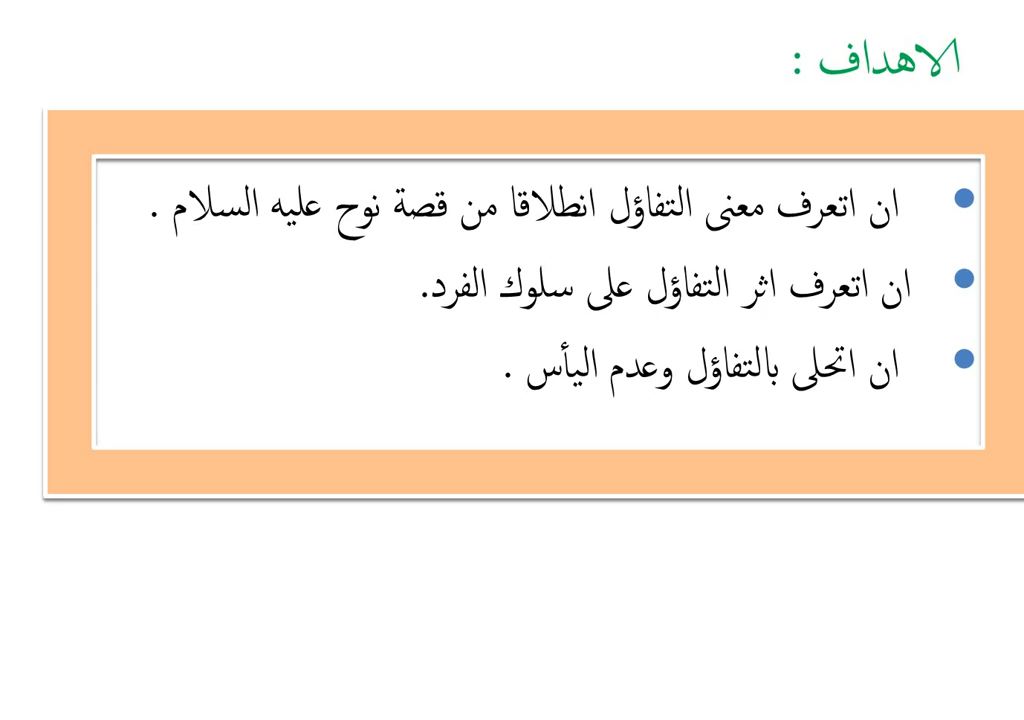 الاهداف :
ان اتعرف معنى التفاؤل انطلاقا من قصة نوح عليه السلام .
ان اتعرف اثر التفاؤل على سلوك الفرد.
ان اتحلى بالتفاؤل وعدم اليأس .